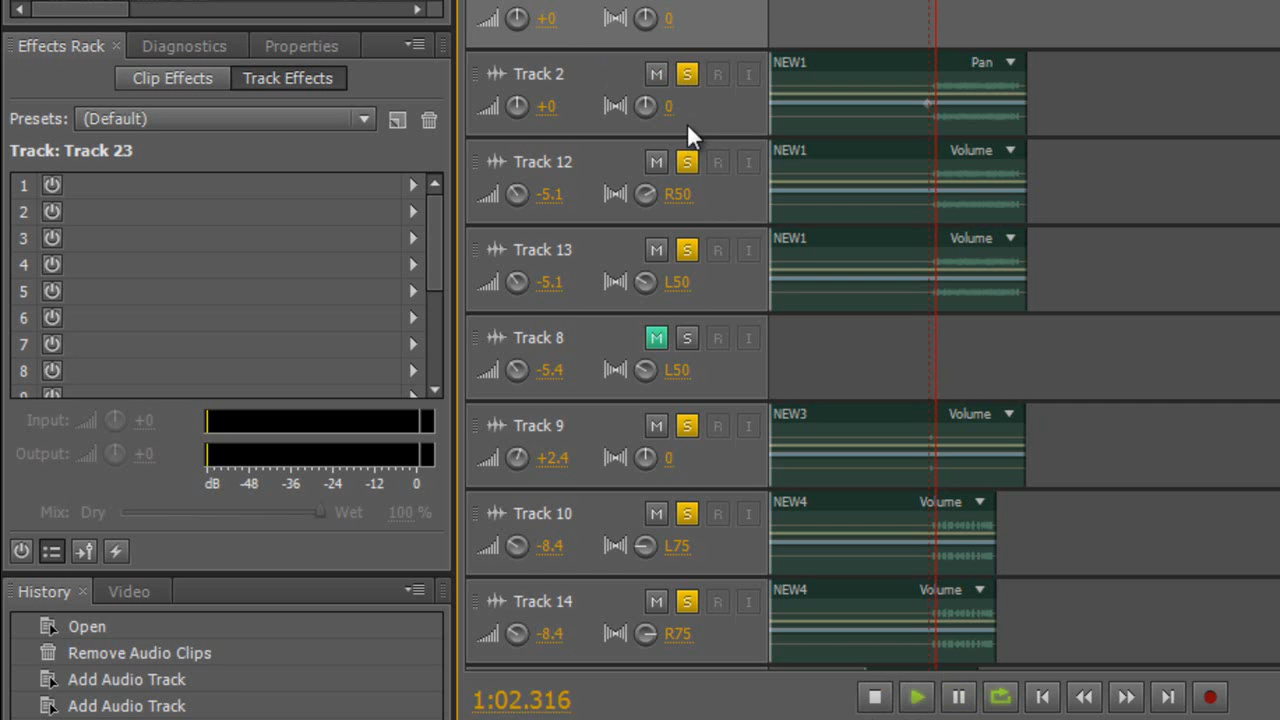 +0 0
Effects Rack × Diagnostics Properties
Clip Effects Track Effects
Presets: (Default)
Track: Track 23
1
2
3
4
5
6
7
8
Input: +0
Output: +0
dB -48 -36 -24 -12 0
Mix: Dry Wet 100 %
History × Video
Open
Remove Audio Clips
Add Audio Track
Add Audio Track
Track 2 M S R I
+0 0
NEW1 Pan
Track 12 M S R I
-5.1 R50
NEW1 Volume
Track 13 M S R I
-5.1 L50
NEW1 Volume
Track 8 M S R I
-5.4 L50
Track 9 M S R I
+2.4 0
NEW3 Volume
Track 10 M S R I
-8.4 L75
NEW4 Volume
Track 14 M S R I
-8.4 R75
NEW4 Volume
1:02.316